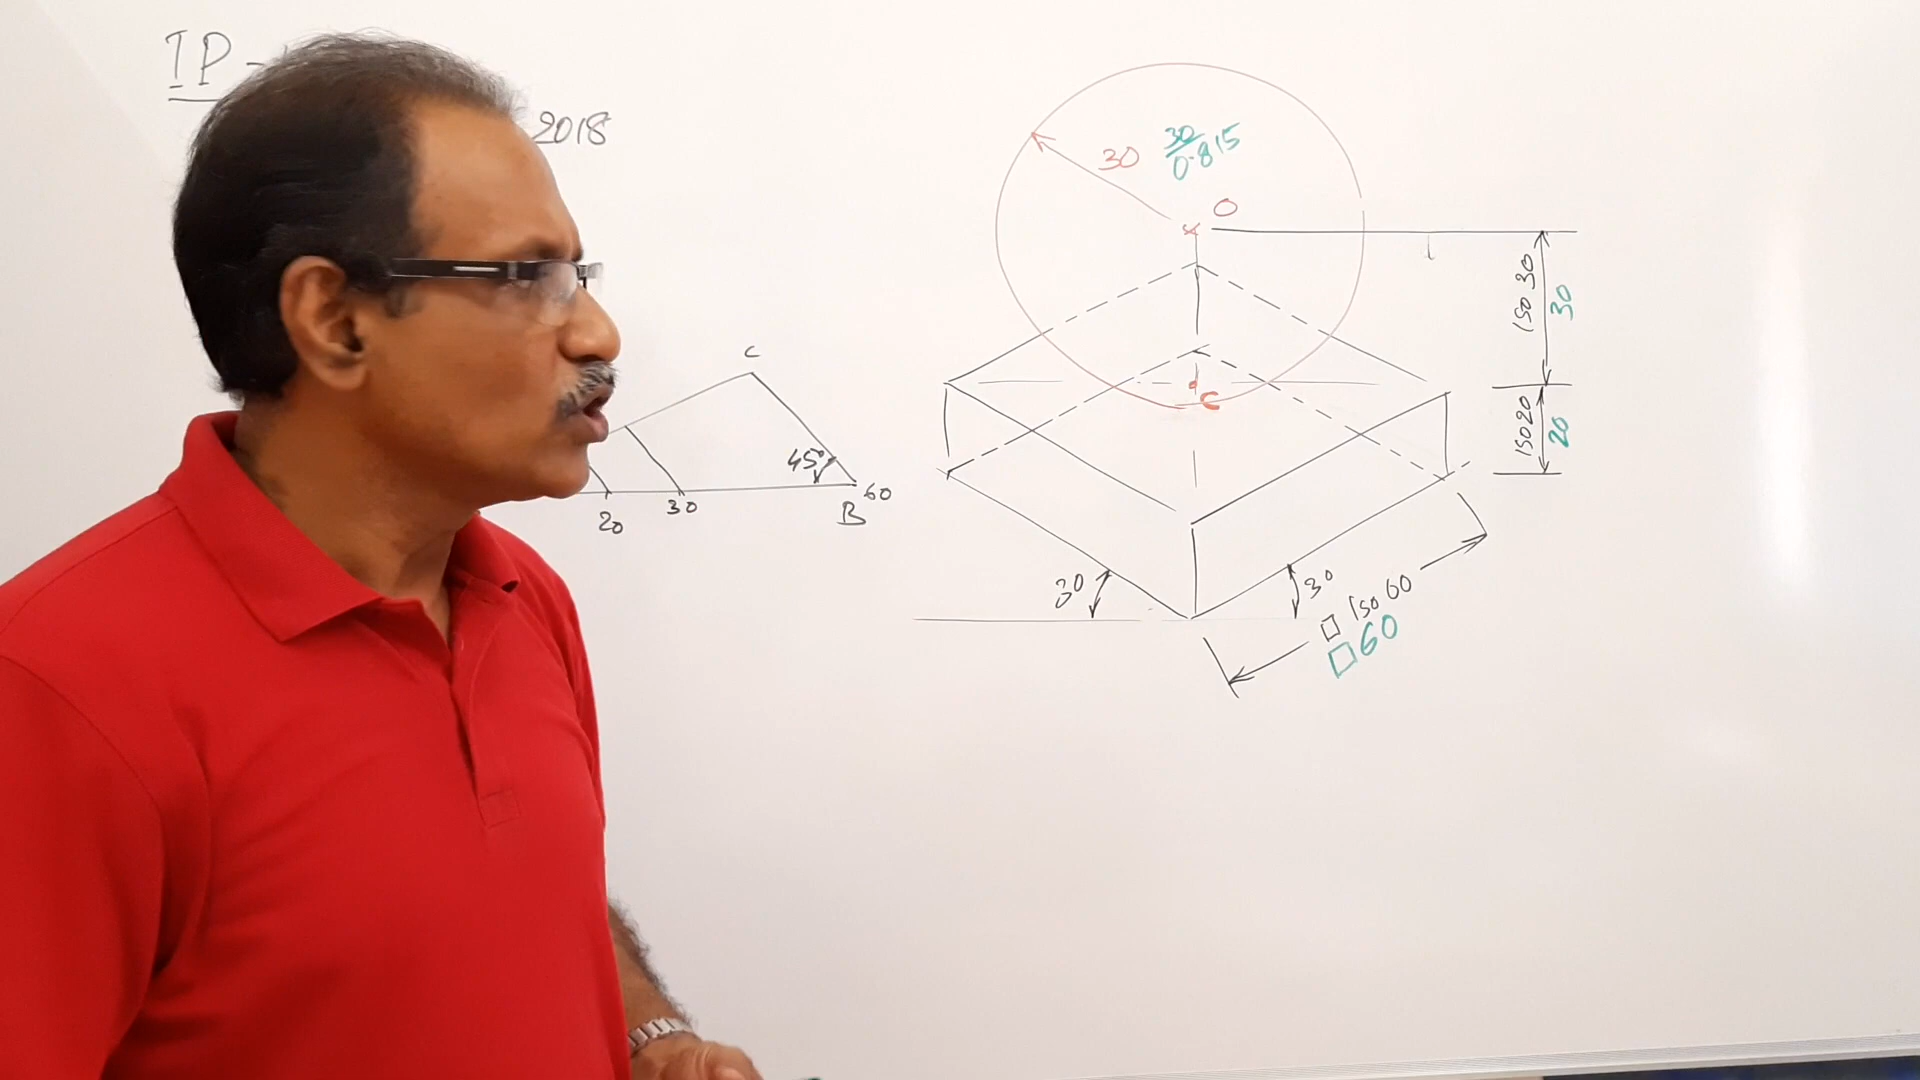 IP -
2018
30 30/0.815
O
ISO 30
30
C
C
ISO 20
20
45°
20 30 B 60
30 30
□ ISO 60
□ 60